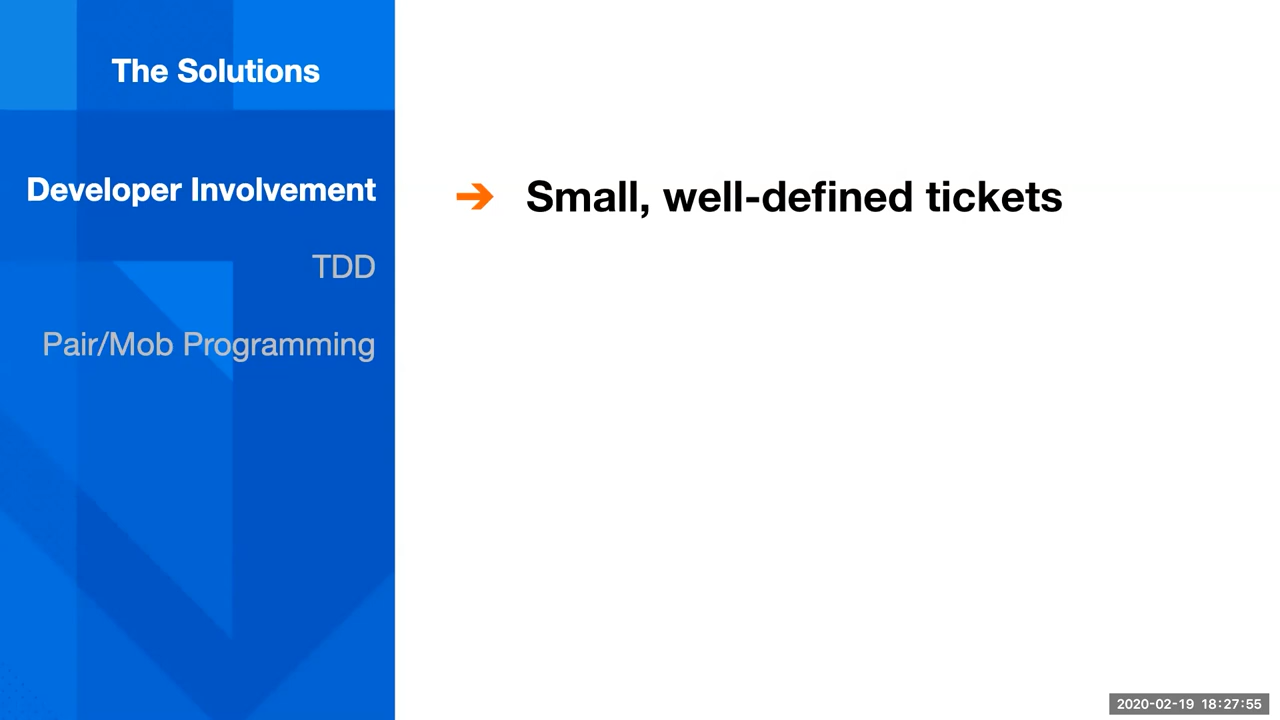 The Solutions
Developer Involvement
TDD
Pair/Mob Programming
➔ Small, well-defined tickets
2020-02-19 18:27:55